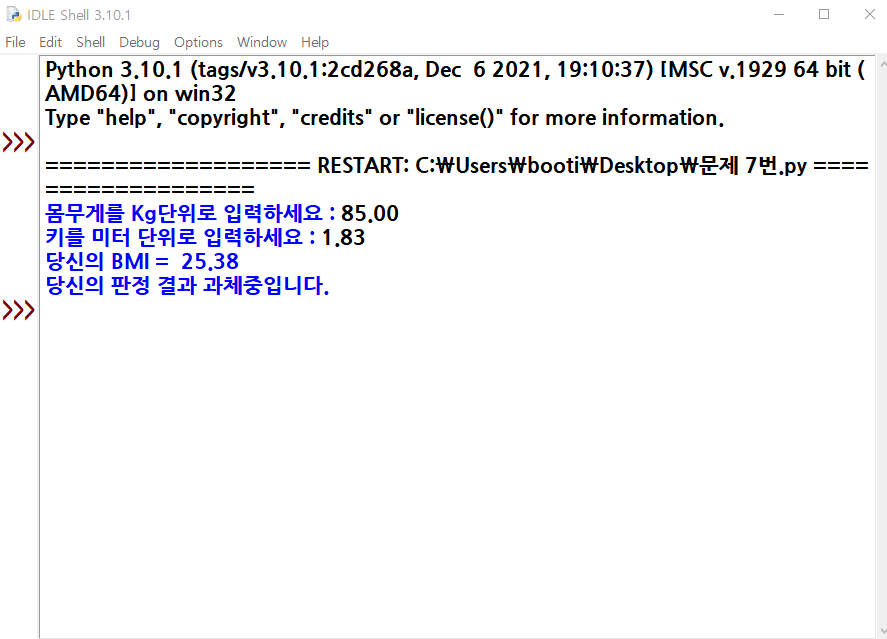 IDLE Shell 3.10.1
File Edit Shell Debug Options Window Help
Python 3.10.1 (tags/v3.10.1:2cd268a, Dec  6 2021, 19:10:37) [MSC v.1929 64 bit (
AMD64)] on win32
Type "help", "copyright", "credits" or "license()" for more information.
>>>
=================== RESTART: C:₩Users₩booti₩Desktop₩문제 7번.py ====
===============
몸무게를 Kg단위로 입력하세요 : 85.00
키를 미터 단위로 입력하세요 : 1.83
당신의 BMI =  25.38
당신의 판정 결과 과체중입니다.
>>>